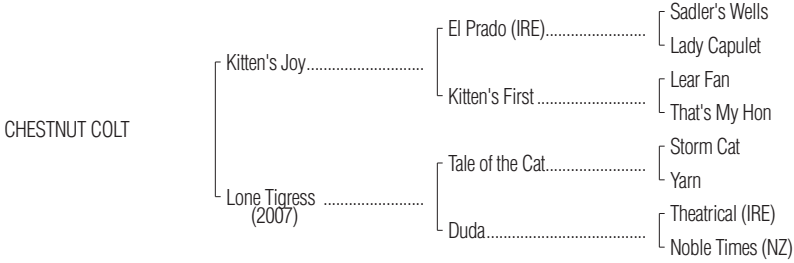 Sadler's Wells
El Prado (IRE)..........................
Lady Capulet
Kitten's Joy..............................
Lear Fan
Kitten's First ............................
That's My Hon
CHESTNUT COLT
Storm Cat
Tale of the Cat..........................
Yarn
Lone Tigress ..........................
(2007)
Theatrical (IRE)
Duda.........................................
Noble Times (NZ)